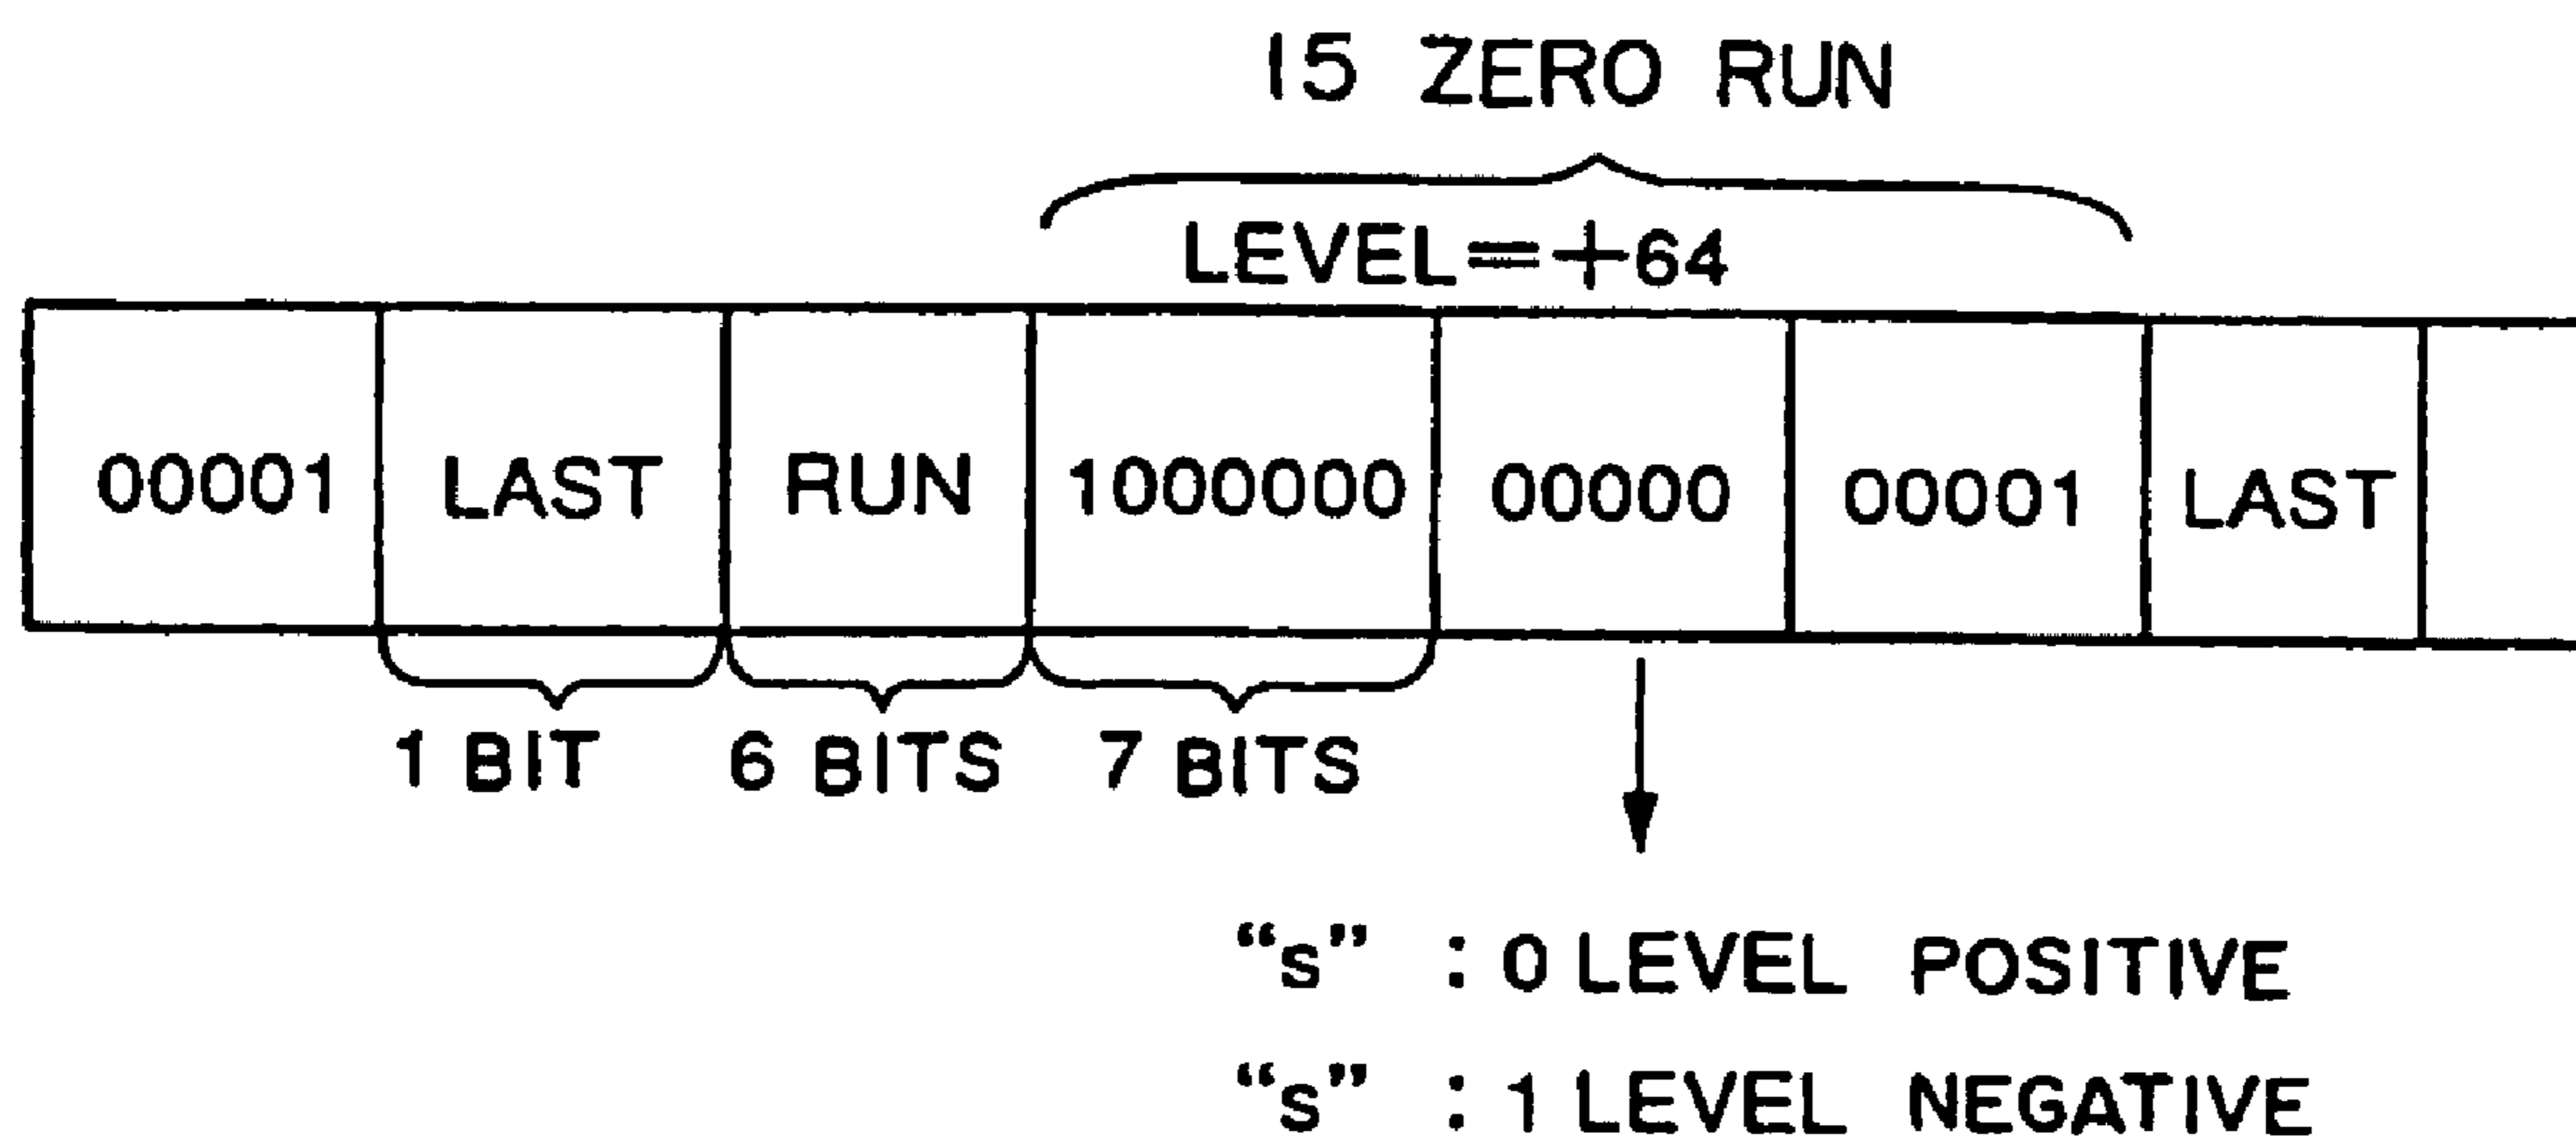 15 ZERO RUN
LEVEL=+64
00001 LAST RUN 1000000 00000 00001 LAST
1 BIT 6 BITS 7 BITS
“s” : 0 LEVEL POSITIVE
“s” : 1 LEVEL NEGATIVE